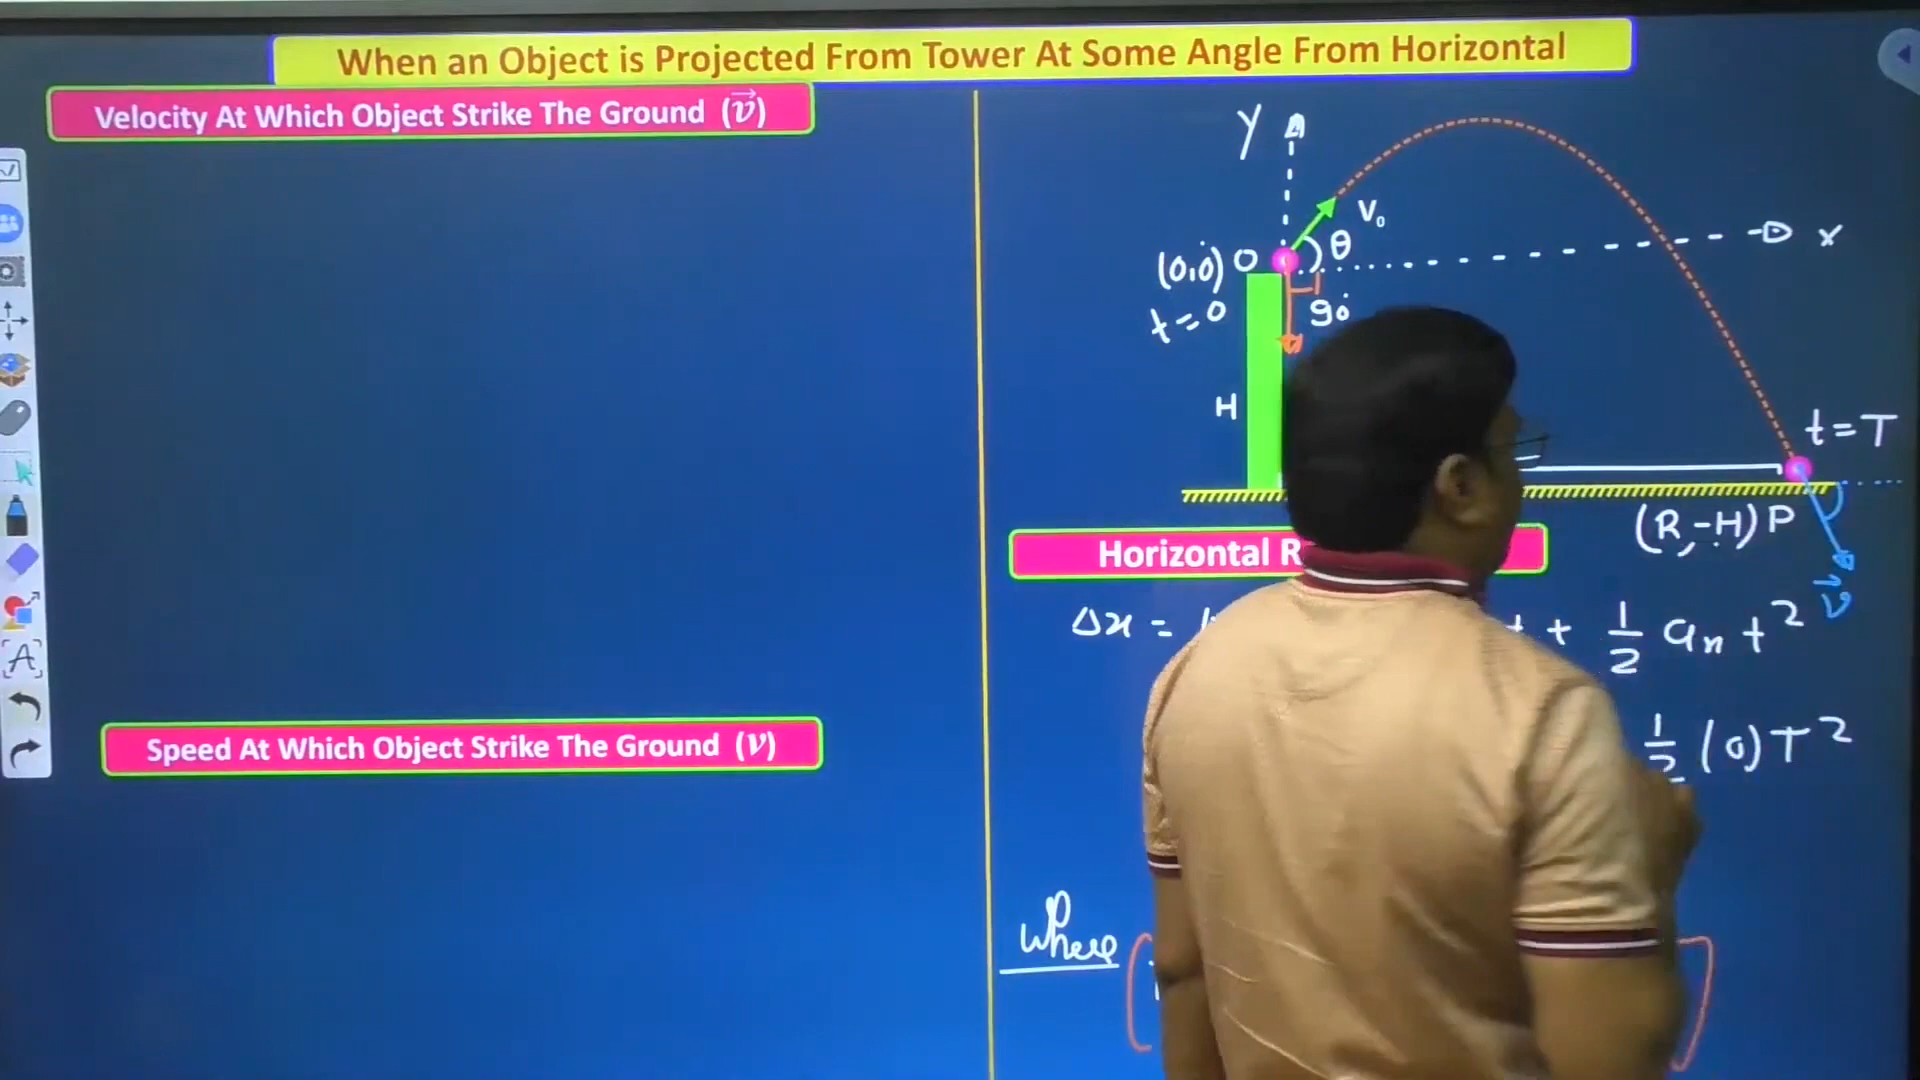 When an Object is Projected From Tower At Some Angle From Horizontal
Velocity At Which Object Strike The Ground (v⃗)
Speed At Which Object Strike The Ground (v)
Y
V₀
θ
x
(0,0) O
t=0
90°
H
t=T
(R,-H) P
v⃗
Horizontal
Δx =
t + 1/2 aₓ t²
1/2 (0) T²
Where